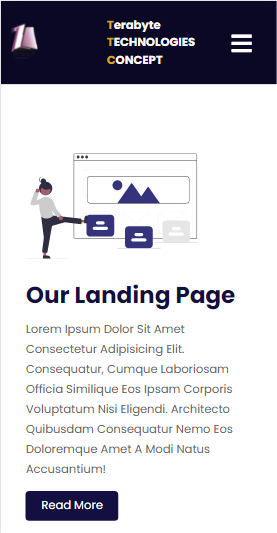 Terabyte
TECHNOLOGIES
CONCEPT
Our Landing Page
Lorem Ipsum Dolor Sit Amet
Consectetur Adipisicing Elit.
Consequatur, Cumque Laboriosam
Officia Similique Eos Ipsam Corporis
Voluptatum Nisi Eligendi. Architecto
Quibusdam Consequatur Nemo Eos
Doloremque Amet A Modi Natus
Accusantium!
Read More